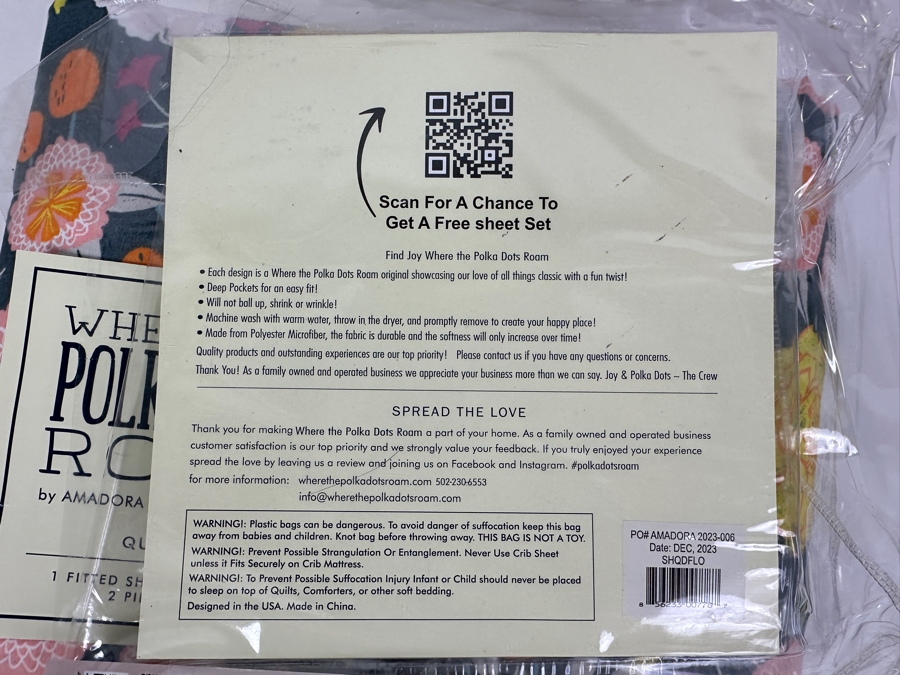 Scan For A Chance To
Get A Free sheet Set
Find Joy Where the Polka Dots Roam
• Each design is a Where the Polka Dots Roam original showcasing our love of all things classic with a fun twist!
• Deep Pockets for an easy fit!
• Will not ball up, shrink or wrinkle!
• Machine wash with warm water, throw in the dryer, and promptly remove to create your happy place!
• Made from Polyester Microfiber, the fabric is durable and the softness will only increase over time!
Quality products and outstanding experiences are our top priority! Please contact us if you have any questions or concerns.
Thank You! As a family owned and operated business we appreciate your business more than we can say. Joy & Polka Dots ~ The Crew
SPREAD THE LOVE
Thank you for making Where the Polka Dots Roam a part of your home. As a family owned and operated business
customer satisfaction is our top priority and we strongly value your feedback. If you truly enjoyed your experience
spread the love by leaving us a review and joining us on Facebook and Instagram. #polkadotsroam
for more information: wherethepolkadotsroam.com 502-230-6553
info@wherethepolkadotsroam.com
WARNING!: Plastic bags can be dangerous. To avoid danger of suffocation keep this bag
away from babies and children. Knot bag before throwing away. THIS BAG IS NOT A TOY.
WARNING!: Prevent Possible Strangulation Or Entanglement. Never Use Crib Sheet
unless it Fits Securely on Crib Mattress.
WARNING!: To Prevent Possible Suffocation Injury Infant or Child should never be placed
to sleep on top of Quilts, Comforters, or other soft bedding.
Designed in the USA. Made in China.
PO# AMADORA 2023-006
Date: DEC, 2023
SHQDFLO
WHE
POLK
RO
by AMADORA
QU
1 FITTED SH
2 PI